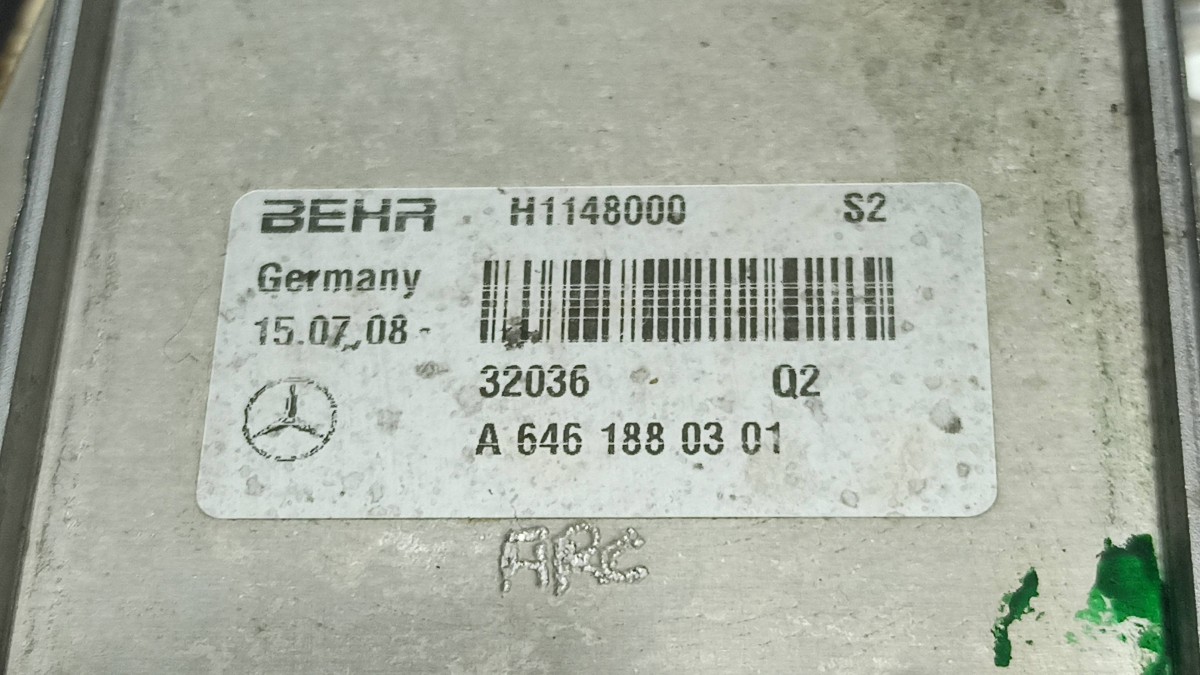 BEHR H1148000 S2
Germany
15.07.08
32036 Q2
A 646 188 03 01
ARC